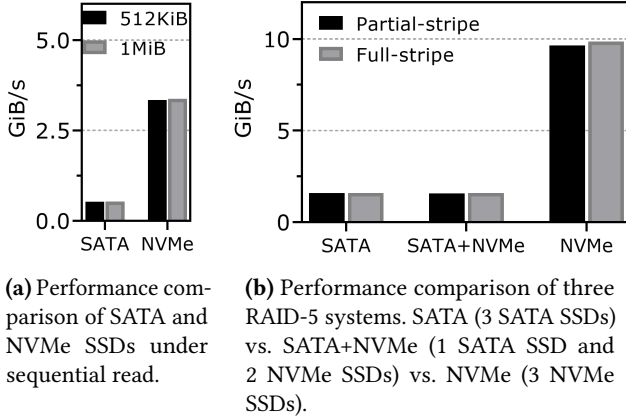 512KiB
1MiB
5.0
2.5
0.0
GiB/s
SATA NVMe
Partial-stripe
Full-stripe
10
5
0
GiB/s
SATA SATA+NVMe NVMe
(a) Performance com-
parison of SATA and
NVMe SSDs under
sequential read.
(b) Performance comparison of three
RAID-5 systems. SATA (3 SATA SSDs)
vs. SATA+NVMe (1 SATA SSD and
2 NVMe SSDs) vs. NVMe (3 NVMe
SSDs).